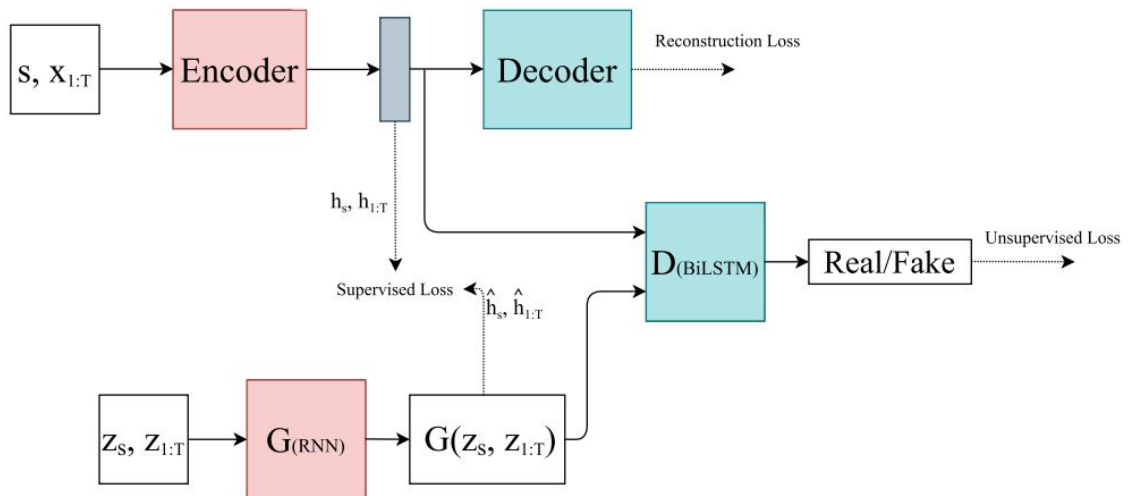 Reconstruction Loss
s, x₁:T
Encoder
Decoder
hₛ, h₁:T
D(BiLSTM)
Real/Fake
Unsupervised Loss
Supervised Loss
ĥₛ, ĥ₁:T
zₛ, z₁:T
G(RNN)
G(zₛ, z₁:T)